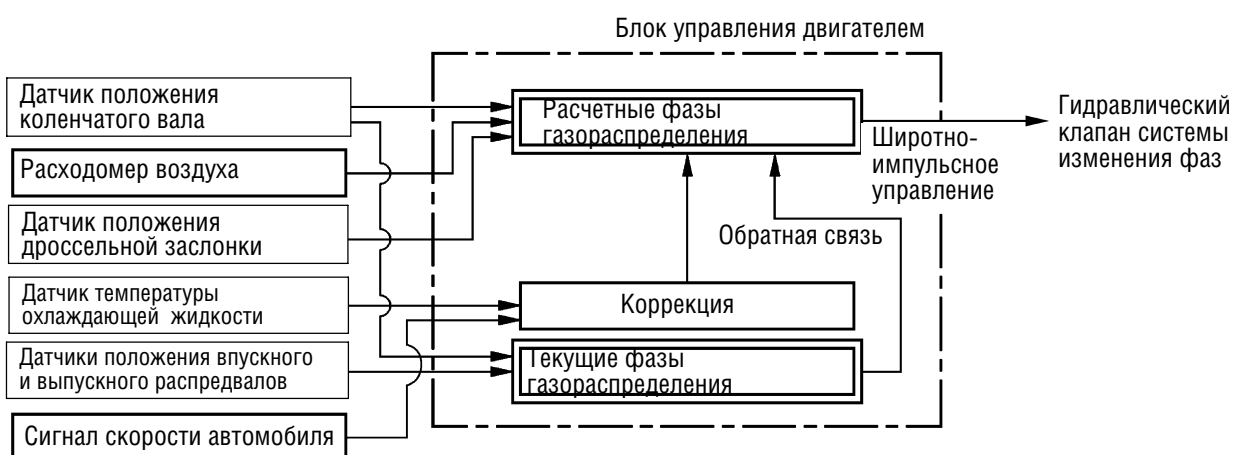 Блок управления двигателем
Датчик положения
коленчатого вала
Расходомер воздуха
Датчик положения
дроссельной заслонки
Датчик температуры
охлаждающей жидкости
Датчики положения впускного
и выпускного распредвалов
Сигнал скорости автомобиля
Расчетные фазы
газораспределения
Широтно-
импульсное
управление
Гидравлический
клапан системы
изменения фаз
Обратная связь
Коррекция
Текущие фазы
газораспределения